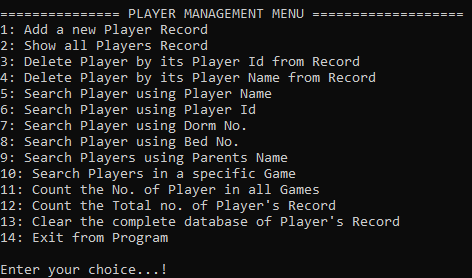 =============== PLAYER MANAGEMENT MENU ===================
1: Add a new Player Record
2: Show all Players Record
3: Delete Player by its Player Id from Record
4: Delete Player by its Player Name from Record
5: Search Player using Player Name
6: Search Player using Player Id
7: Search Player using Dorm No.
8: Search Player using Bed No.
9: Search Players using Parents Name
10: Search Players in a specific Game
11: Count the No. of Player in all Games
12: Count the Total no. of Player's Record
13: Clear the complete database of Player's Record
14: Exit from Program
Enter your choice...!